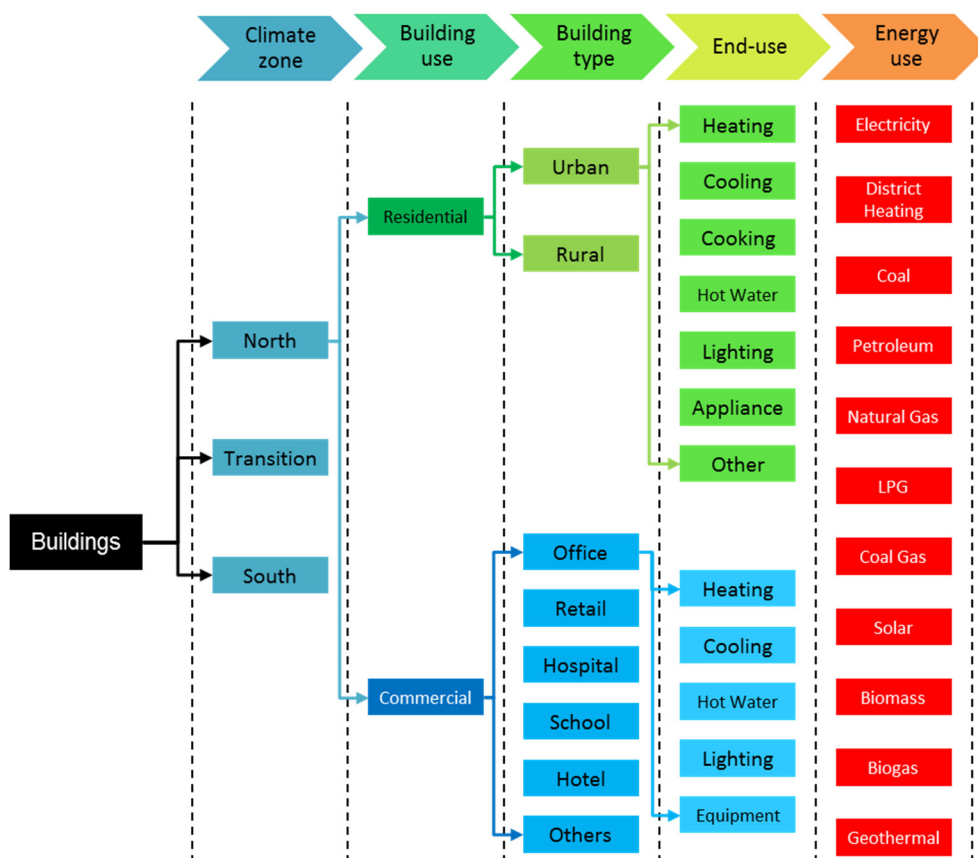 Climate
zone
Building
use
Building
type
End-use
Energy
use
Buildings
North
Transition
South
Residential
Commercial
Urban
Rural
Office
Retail
Hospital
School
Hotel
Others
Heating
Cooling
Cooking
Hot Water
Lighting
Appliance
Other
Heating
Cooling
Hot Water
Lighting
Equipment
Electricity
District
Heating
Coal
Petroleum
Natural Gas
LPG
Coal Gas
Solar
Biomass
Biogas
Geothermal